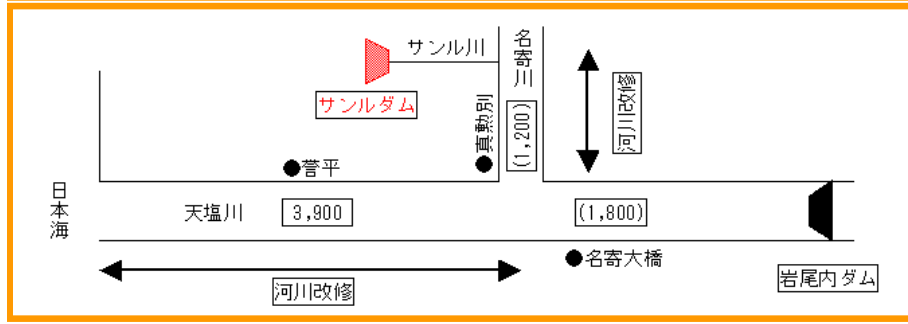 サンル川
名寄川
サンルダム
真勲別
(1,200)
河川改修
誉平
日本海
天塩川
3,900
(1,800)
名寄大橋
河川改修
岩尾内ダム